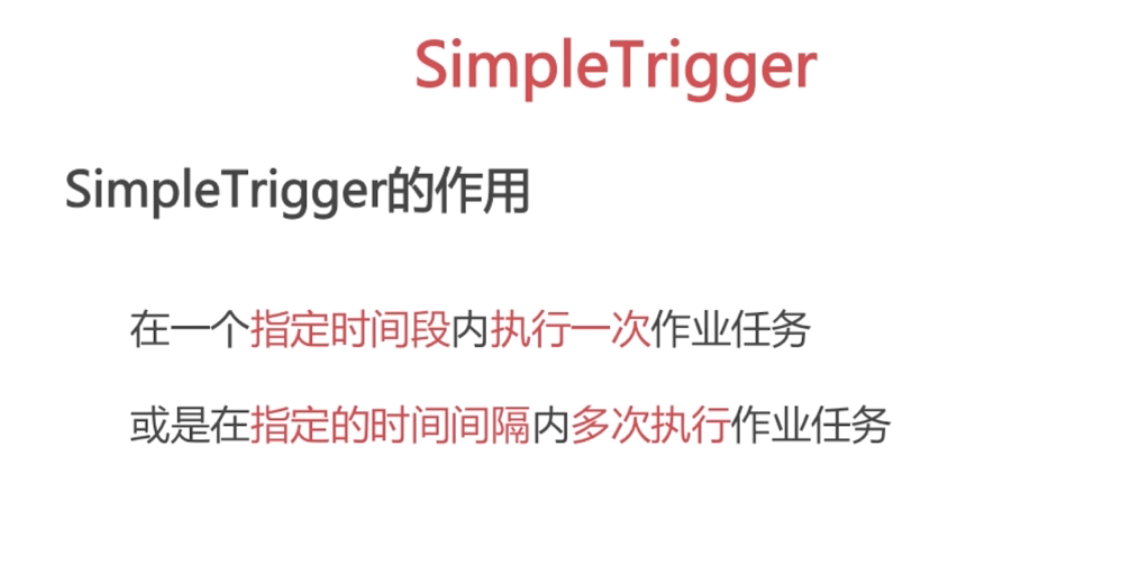 SimpleTrigger
SimpleTrigger的作用
在一个指定时间段内执行一次作业任务
或是在指定的时间间隔内多次执行作业任务